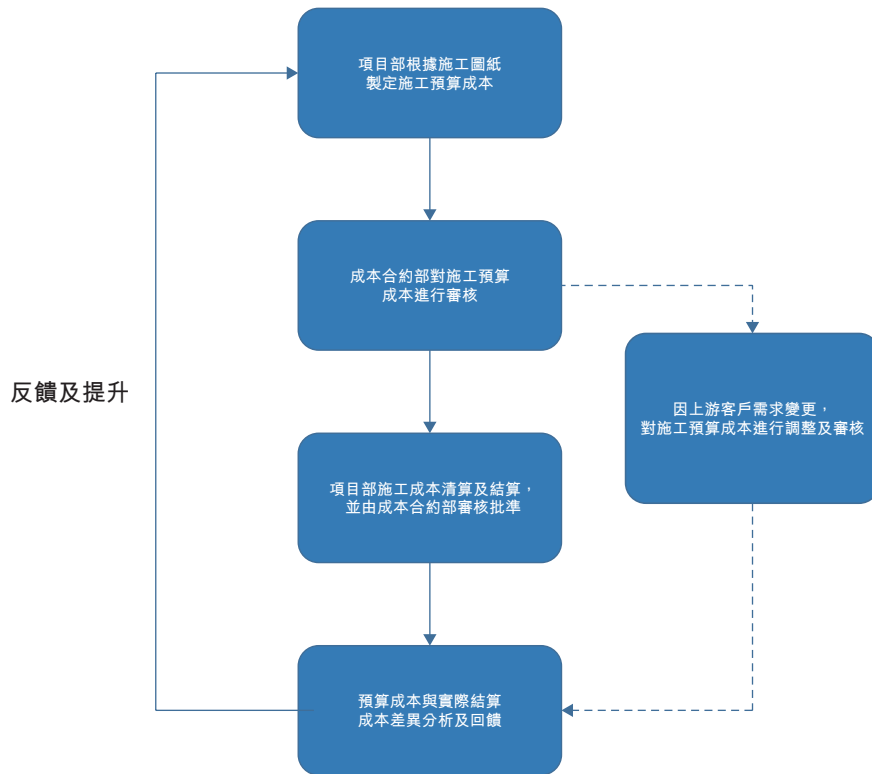 項目部根據施工圖紙
製定施工預算成本
成本合約部對施工預算
成本進行審核
反饋及提升
因上游客戶需求變更，
對施工預算成本進行調整及審核
項目部施工成本清算及結算，
並由成本合約部審核批準
預算成本與實際結算
成本差異分析及回饋